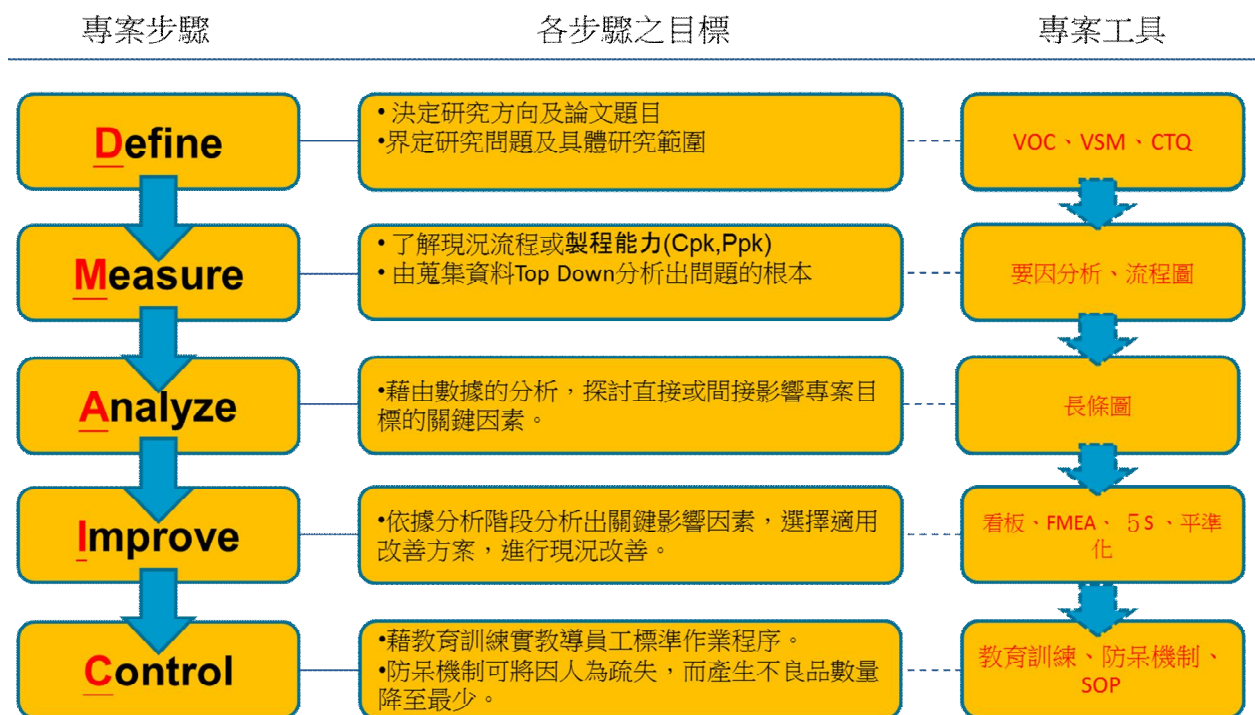 專案步驟
各步驟之目標
專案工具
Define
• 決定研究方向及論文題目
•界定研究問題及具體研究範圍
VOC、VSM、CTQ
Measure
• 了解現況流程或製程能力(Cpk,Ppk)
• 由蒐集資料Top Down分析出問題的根本
要因分析、流程圖
Analyze
•藉由數據的分析，探討直接或間接影響專案目
標的關鍵因素。
長條圖
Improve
•依據分析階段分析出關鍵影響因素，選擇適用
改善方案，進行現況改善。
看板、FMEA、５S、平準
化
Control
•藉教育訓練實教導員工標準作業程序。
•防呆機制可將因人為疏失，而產生不良品數量
降至最少。
教育訓練、防呆機制、
SOP